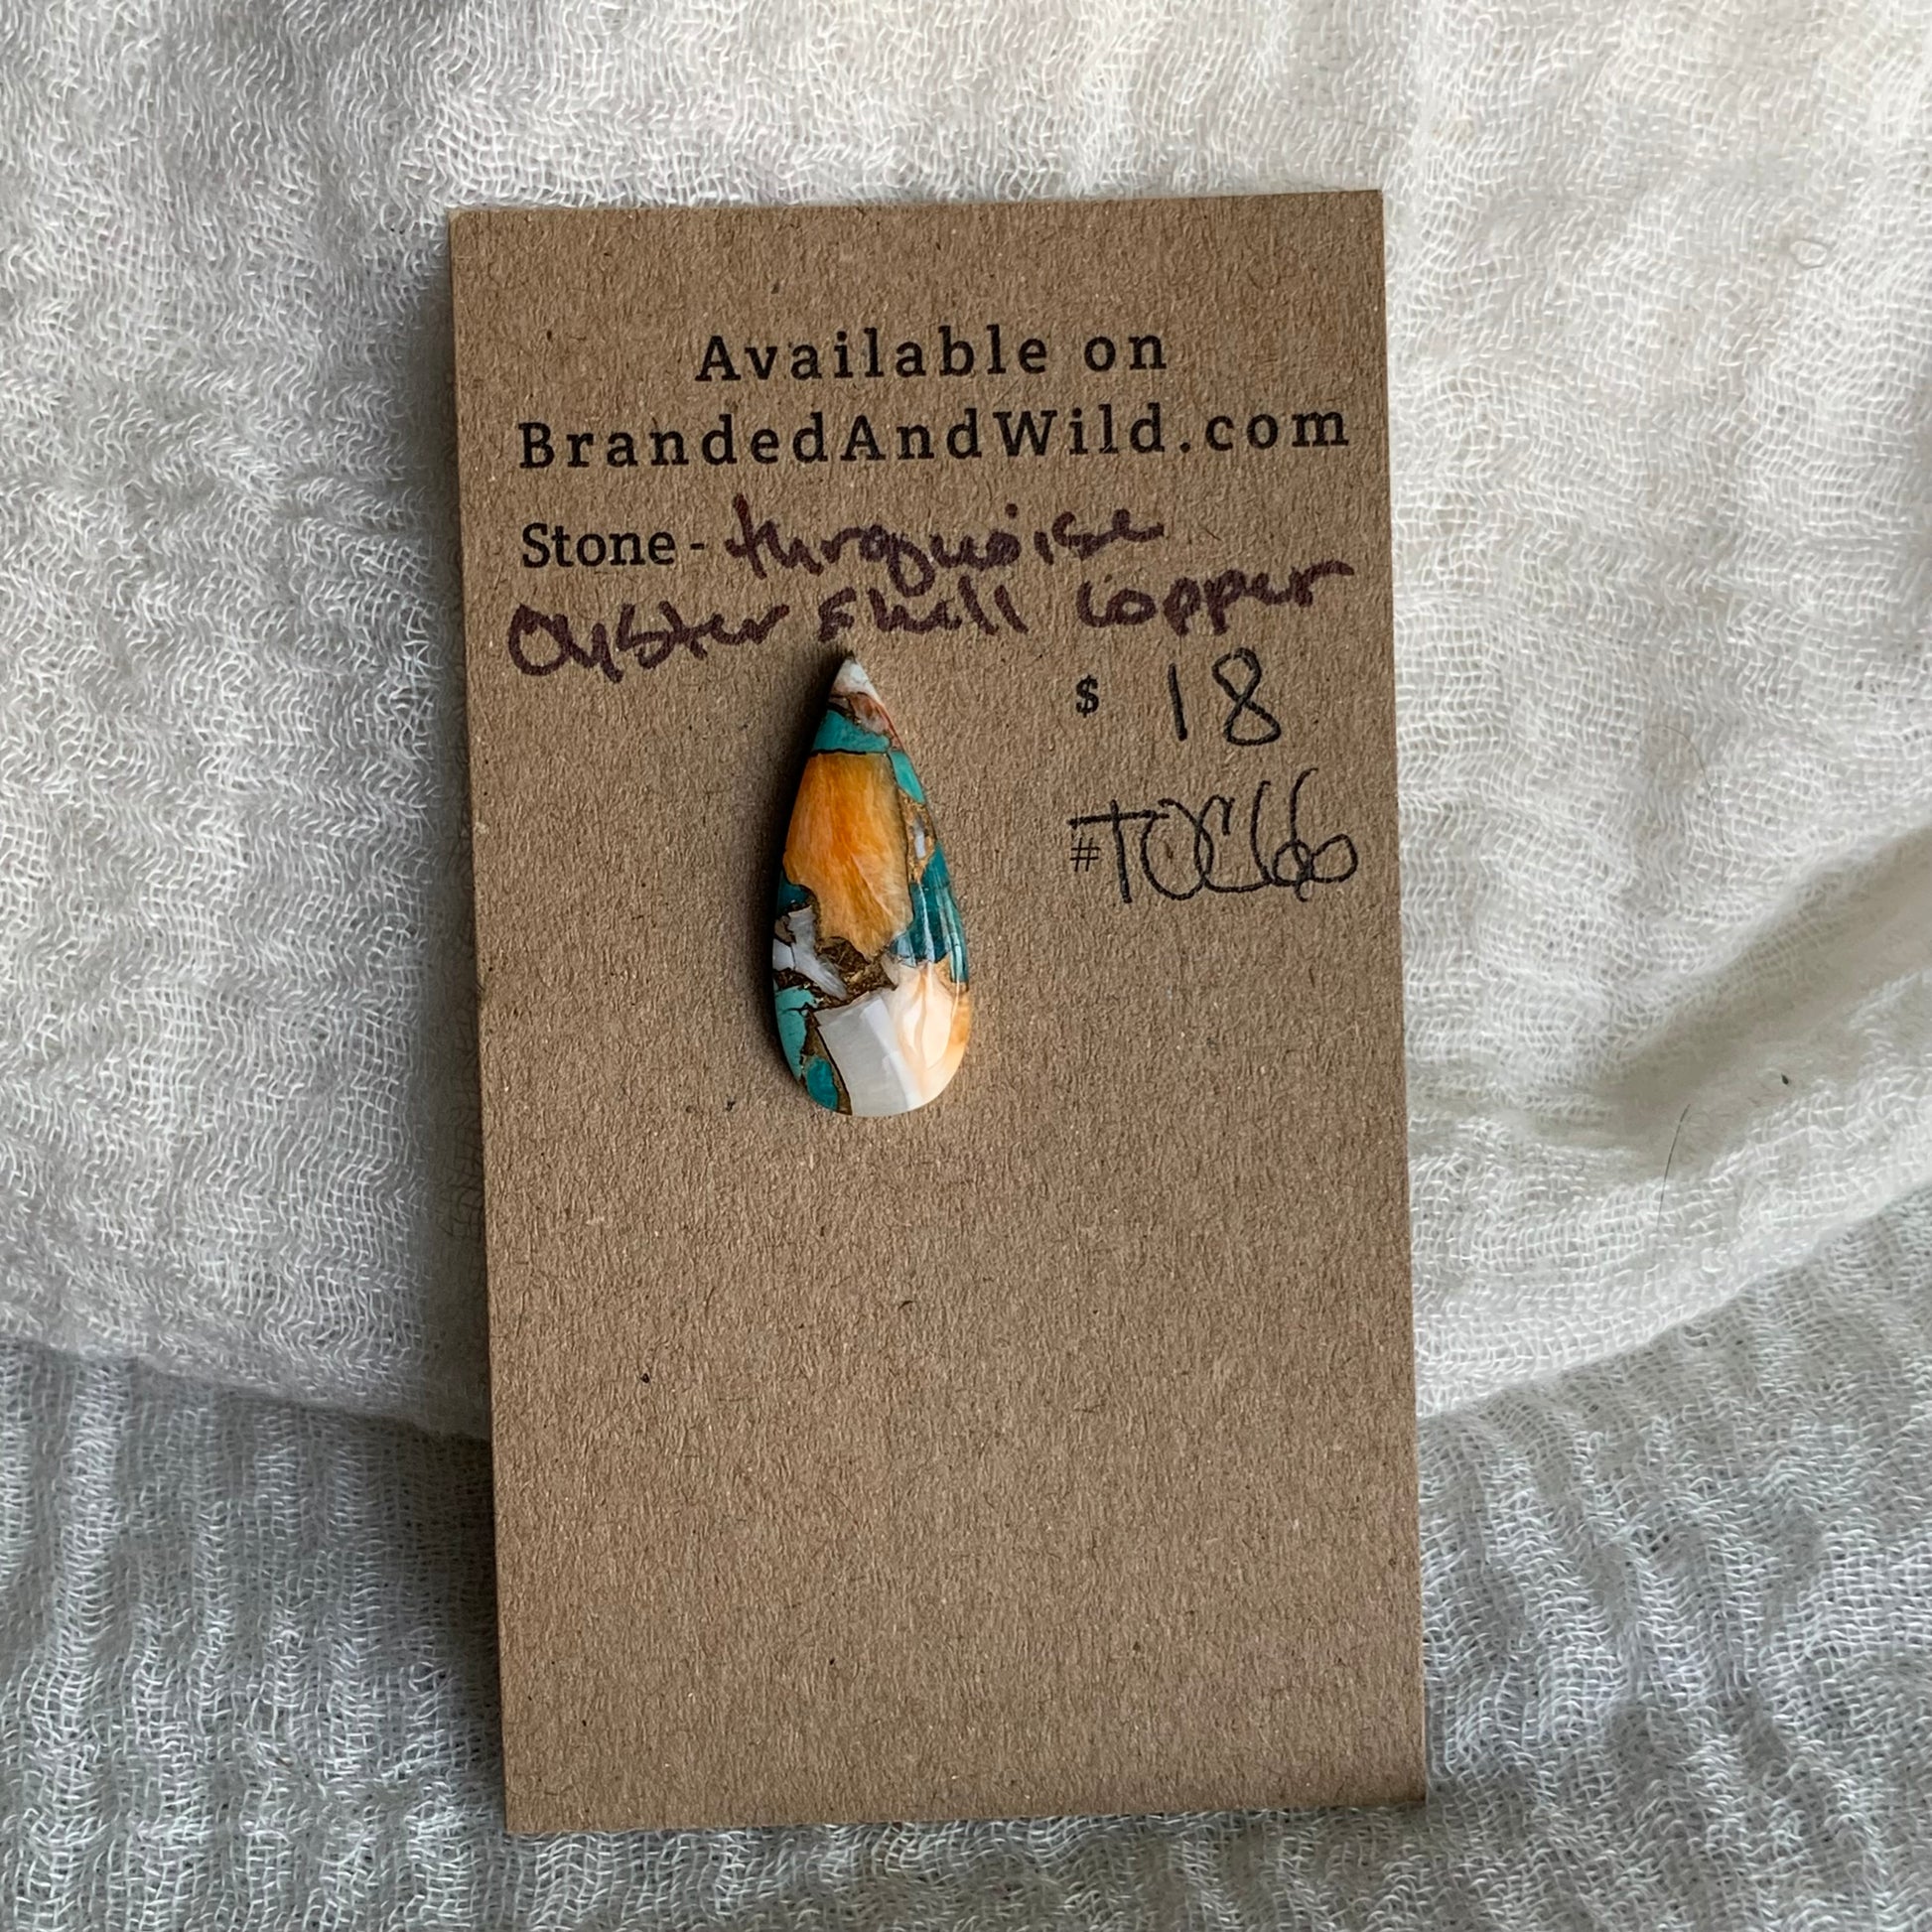 Available on
BrandedAndWild.com
Stone - turquoise
Oyster Shell Copper
$ 18
#TOC66